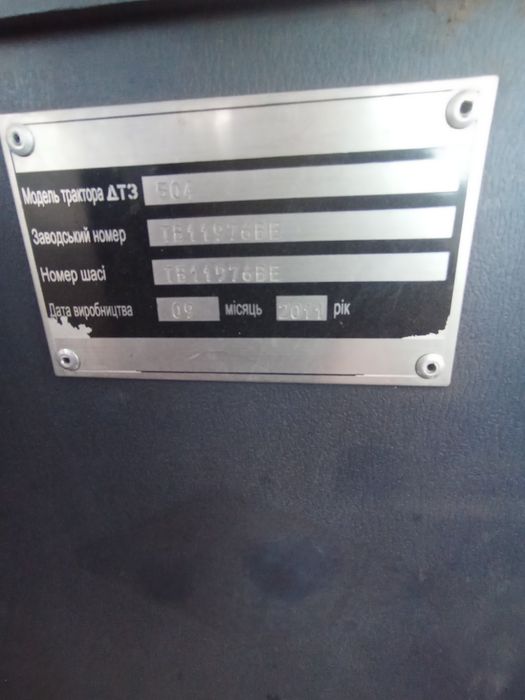 Модель трактора ДТЗ 504
Заводський номер ТБ11976ВЕ
Номер шасі ТБ11976ВЕ
Дата виробництва 09 місяць 2011 рік